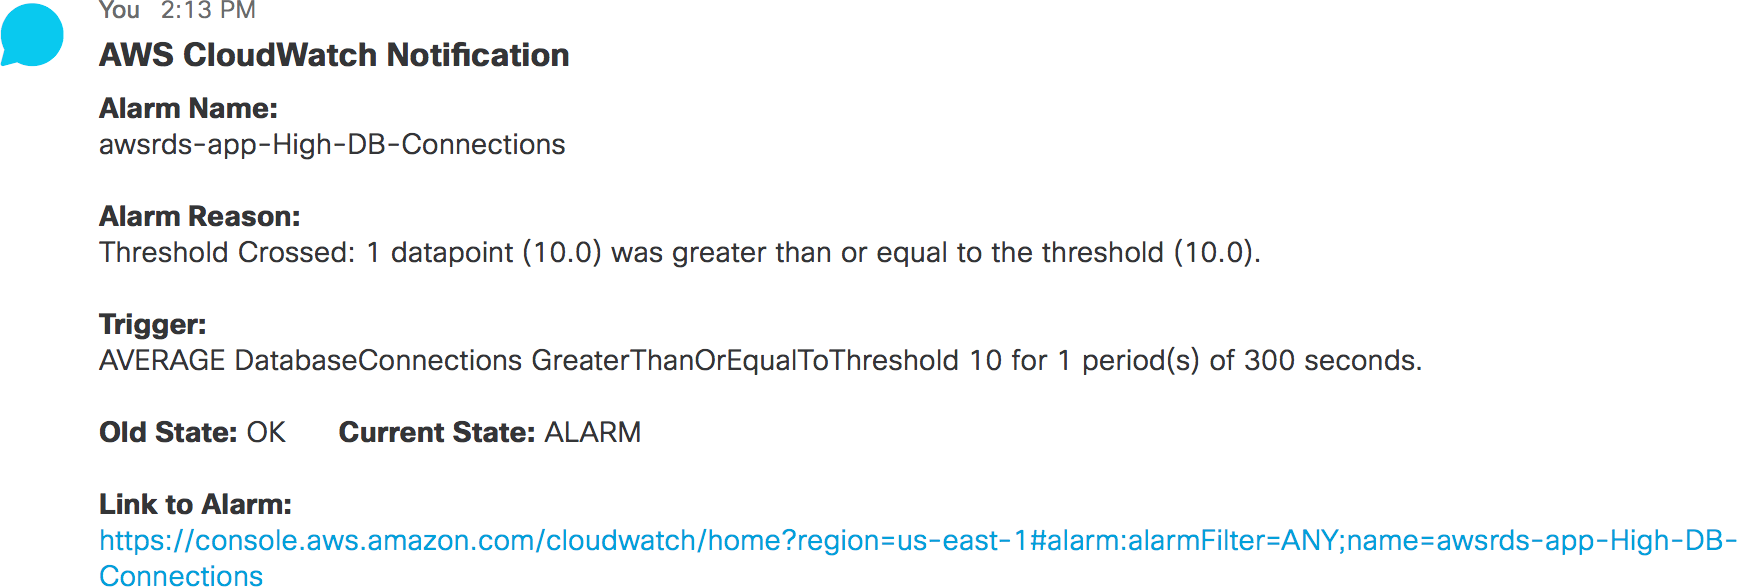 You 2:13 PM
AWS CloudWatch Notification
Alarm Name:
awsrds-app-High-DB-Connections
Alarm Reason:
Threshold Crossed: 1 datapoint (10.0) was greater than or equal to the threshold (10.0).
Trigger:
AVERAGE DatabaseConnections GreaterThanOrEqualToThreshold 10 for 1 period(s) of 300 seconds.
Old State: OK Current State: ALARM
Link to Alarm:
https://console.aws.amazon.com/cloudwatch/home?region=us-east-1#alarm:alarmFilter=ANY;name=awsrds-app-High-DB-
Connections